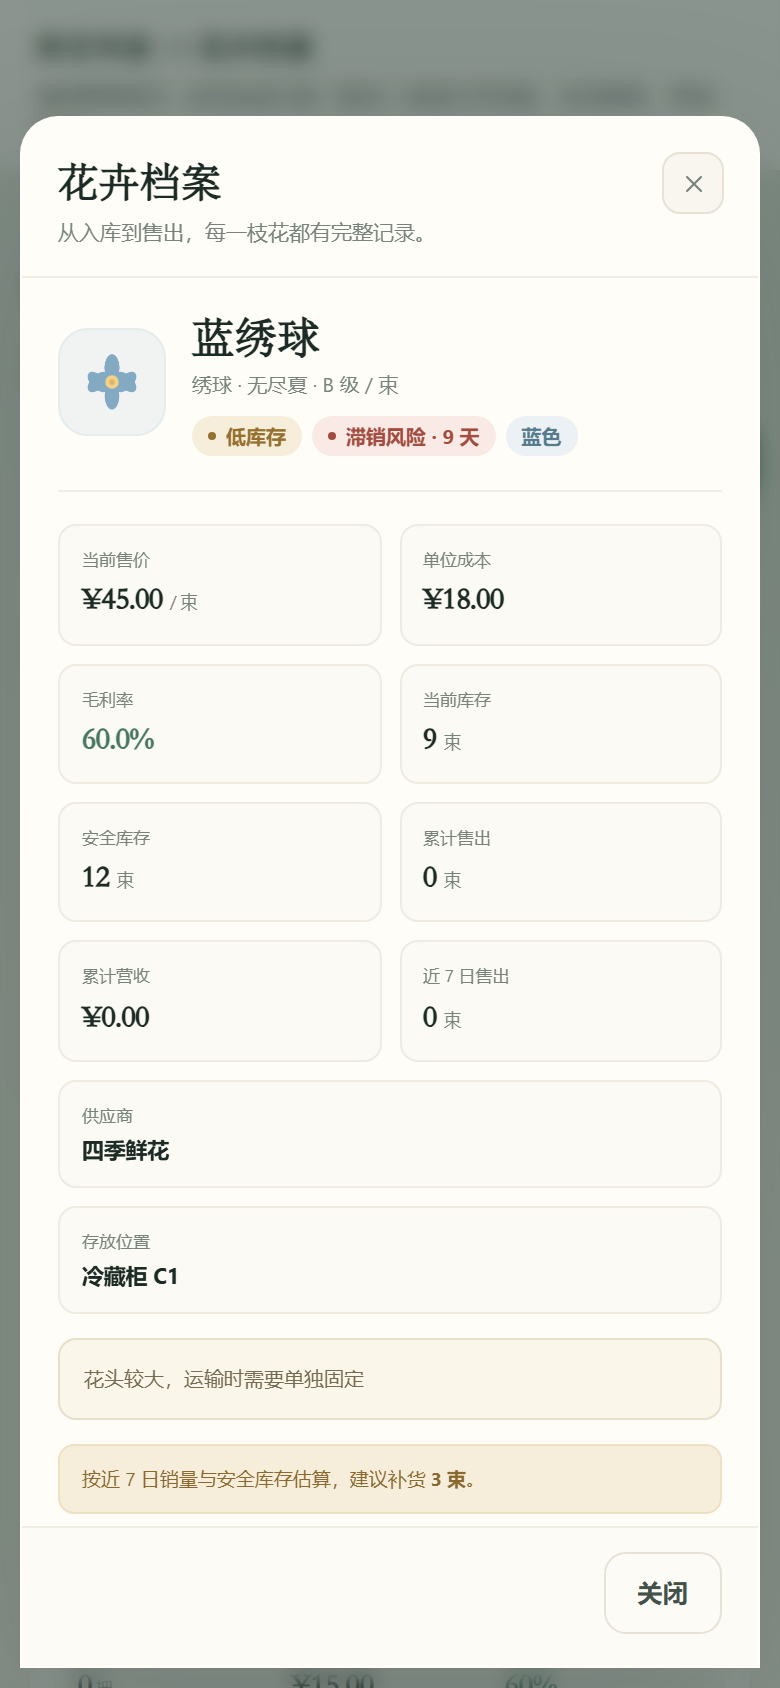 花卉档案
从入库到售出，每一枝花都有完整记录。
蓝绣球
绣球 · 无尽夏 · B 级 / 束
低库存
滞销风险 · 9 天
蓝色
当前售价
¥45.00 / 束
单位成本
¥18.00
毛利率
60.0%
当前库存
9 束
安全库存
12 束
累计售出
0 束
累计营收
¥0.00
近 7 日售出
0 束
供应商
四季鲜花
存放位置
冷藏柜 C1
花头较大，运输时需要单独固定
按近 7 日销量与安全库存估算，建议补货 3 束。
关闭
¥15.00
60%